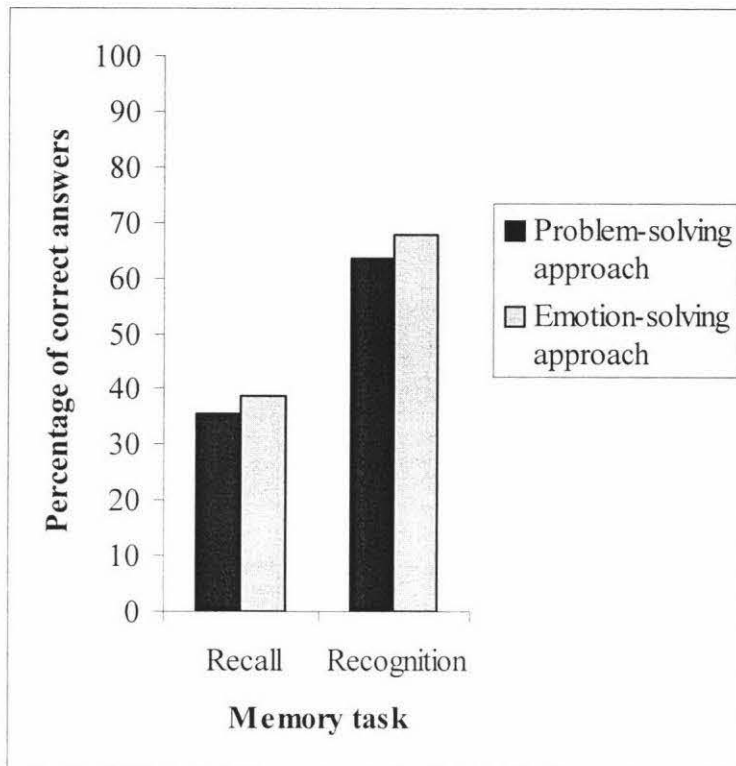 100
90
80
70
60
50
40
30
20
10
0
Percentage of correct answers
Recall Recognition
Memory task
Problem-solving
approach
Emotion-solving
approach